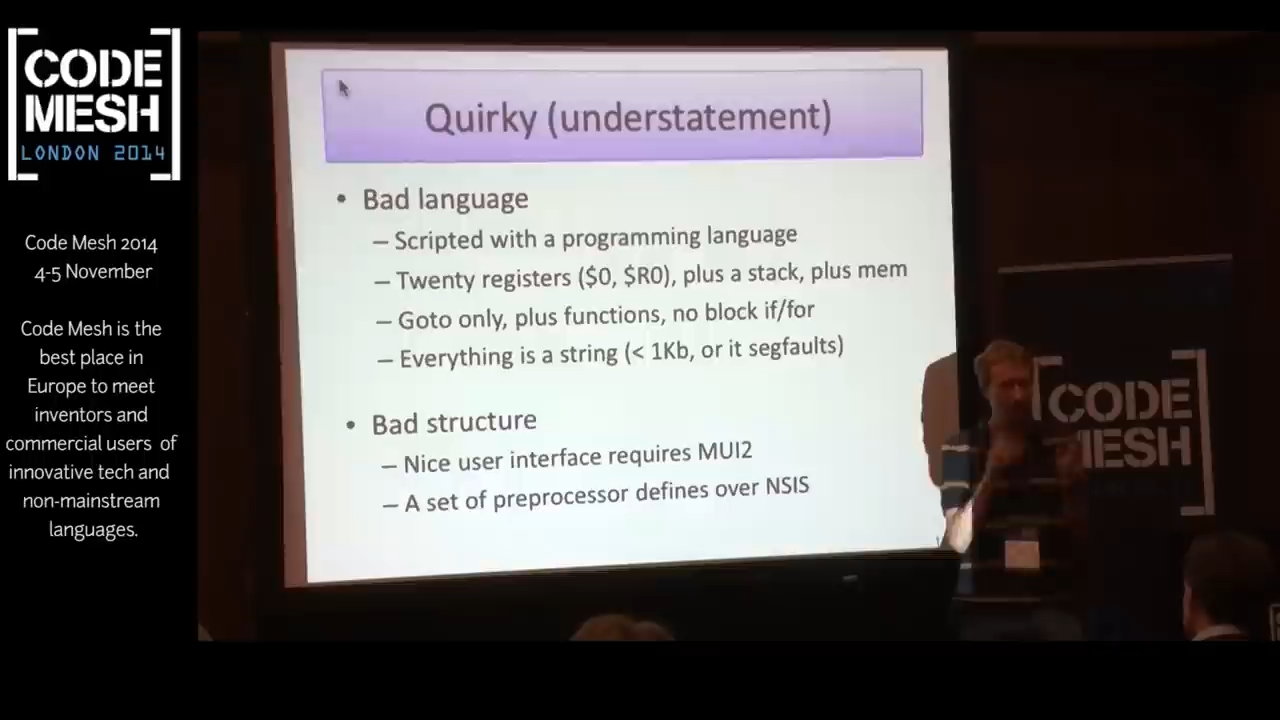 CODE
MESH
LONDON 2014
Code Mesh 2014
4-5 November
Code Mesh is the
best place in
Europe to meet
inventors and
commercial users of
innovative tech and
non-mainstream
languages.
Quirky (understatement)
• Bad language
– Scripted with a programming language
– Twenty registers ($0, $R0), plus a stack, plus mem
– Goto only, plus functions, no block if/for
– Everything is a string (< 1Kb, or it segfaults)
• Bad structure
– Nice user interface requires MUI2
– A set of preprocessor defines over NSIS
CODE
MESH